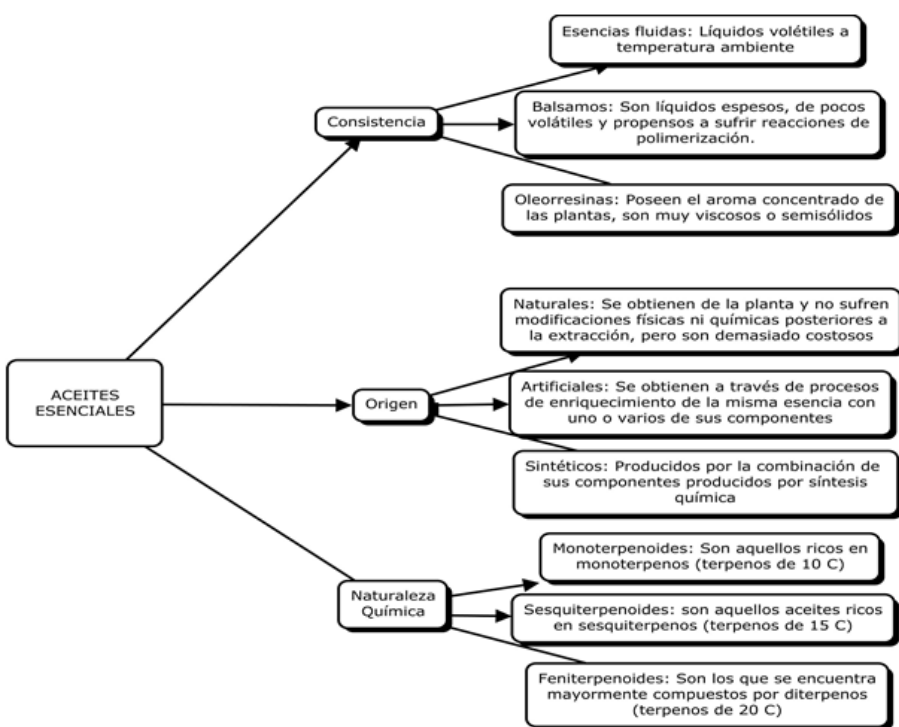 Esencias fluidas: Líquidos volátiles a
temperatura ambiente
Consistencia
Balsamos: Son líquidos espesos, de pocos
volátiles y propensos a sufrir reacciones de
polimerización.
Oleorresinas: Poseen el aroma concentrado de
las plantas, son muy viscosos o semisólidos
ACEITES
ESENCIALES
Naturales: Se obtienen de la planta y no sufren
modificaciones físicas ni químicas posteriores a
la extracción, pero son demasiado costosos
Origen
Artificiales: Se obtienen a través de procesos
de enriquecimiento de la misma esencia con
uno o varios de sus componentes
Sintéticos: Producidos por la combinación de
sus componentes producidos por síntesis
química
Naturaleza
Química
Monoterpenoides: Son aquellos ricos en
monoterpenos (terpenos de 10 C)
Sesquiterpenoides: son aquellos aceites ricos
en sesquiterpenos (terpenos de 15 C)
Feniterpenoides: Son los que se encuentra
mayormente compuestos por diterpenos
(terpenos de 20 C)